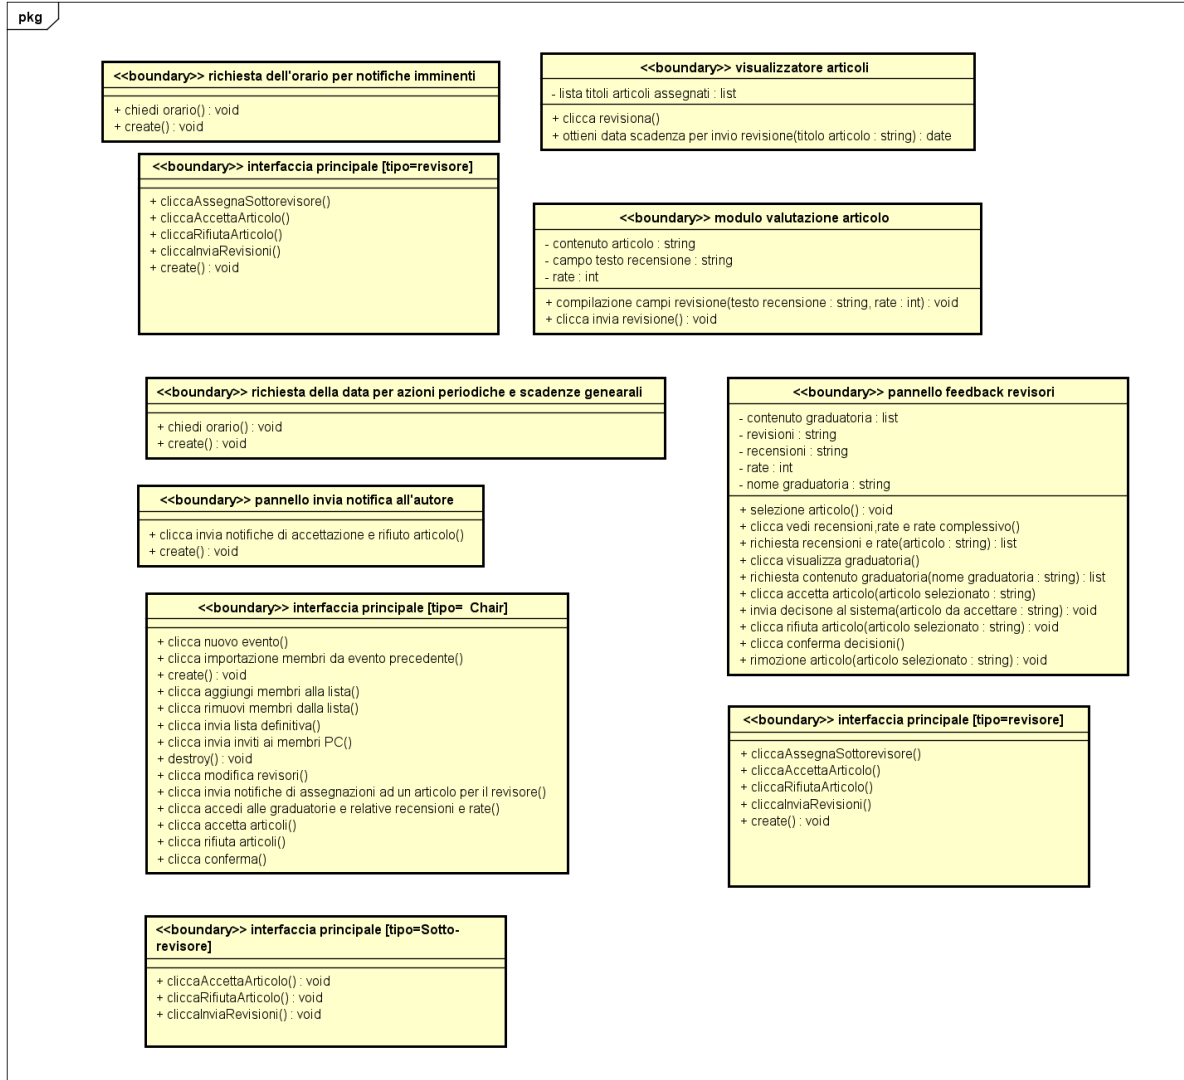 pkg
<<boundary>> richiesta dell'orario per notifiche imminenti
+ chiedi orario() : void
+ create() : void
<<boundary>> visualizzatore articoli
- lista titoli articoli assegnati : list
+ clicca revisiona()
+ ottieni data scadenza per invio revisione(titolo articolo : string) : date
<<boundary>> interfaccia principale [tipo=revisore]
+ cliccaAssegnaSottorevisore()
+ cliccaAccettaArticolo()
+ cliccaRifiutaArticolo()
+ cliccaInviaRevisioni()
+ create() : void
<<boundary>> modulo valutazione articolo
- contenuto articolo : string
- campo testo recensione : string
- rate : int
+ compilazione campi revisione(testo recensione : string, rate : int) : void
+ clicca invia revisione() : void
<<boundary>> richiesta della data per azioni periodiche e scadenze genearali
+ chiedi orario() : void
+ create() : void
<<boundary>> pannello feedback revisori
- contenuto graduatoria : list
- revisioni : string
- recensioni : string
- rate : int
- nome graduatoria : string
+ selezione articolo() : void
+ clicca vedi recensioni,rate e rate complessivo()
+ richiesta recensioni e rate(articolo : string) : list
+ clicca visualizza graduatoria()
+ richiesta contenuto graduatoria(nome graduatoria : string) : list
+ clicca accetta articolo(articolo selezionato : string)
+ invia decisone al sistema(articolo da accettare : string) : void
+ clicca rifiuta articolo(articolo selezionato : string) : void
+ clicca conferma decisioni()
+ rimozione articolo(articolo selezionato : string) : void
<<boundary>> pannello invia notifica all'autore
+ clicca invia notifiche di accettazione e rifiuto articolo()
+ create() : void
<<boundary>> interfaccia principale [tipo= Chair]
+ clicca nuovo evento()
+ clicca importazione membri da evento precedente()
+ create() : void
+ clicca aggiungi membri alla lista()
+ clicca rimuovi membri dalla lista()
+ clicca invia lista definitiva()
+ clicca invia inviti ai membri PC()
+ destroy() : void
+ clicca modifica revisori()
+ clicca invia notifiche di assegnazioni ad un articolo per il revisore()
+ clicca accedi alle graduatorie e relative recensioni e rate()
+ clicca accetta articoli()
+ clicca rifiuta articoli()
+ clicca conferma()
<<boundary>> interfaccia principale [tipo=revisore]
+ cliccaAssegnaSottorevisore()
+ cliccaAccettaArticolo()
+ cliccaRifiutaArticolo()
+ cliccaInviaRevisioni()
+ create() : void
<<boundary>> interfaccia principale [tipo=Sotto-
revisore]
+ cliccaAccettaArticolo() : void
+ cliccaRifiutaArticolo() : void
+ cliccaInviaRevisioni() : void